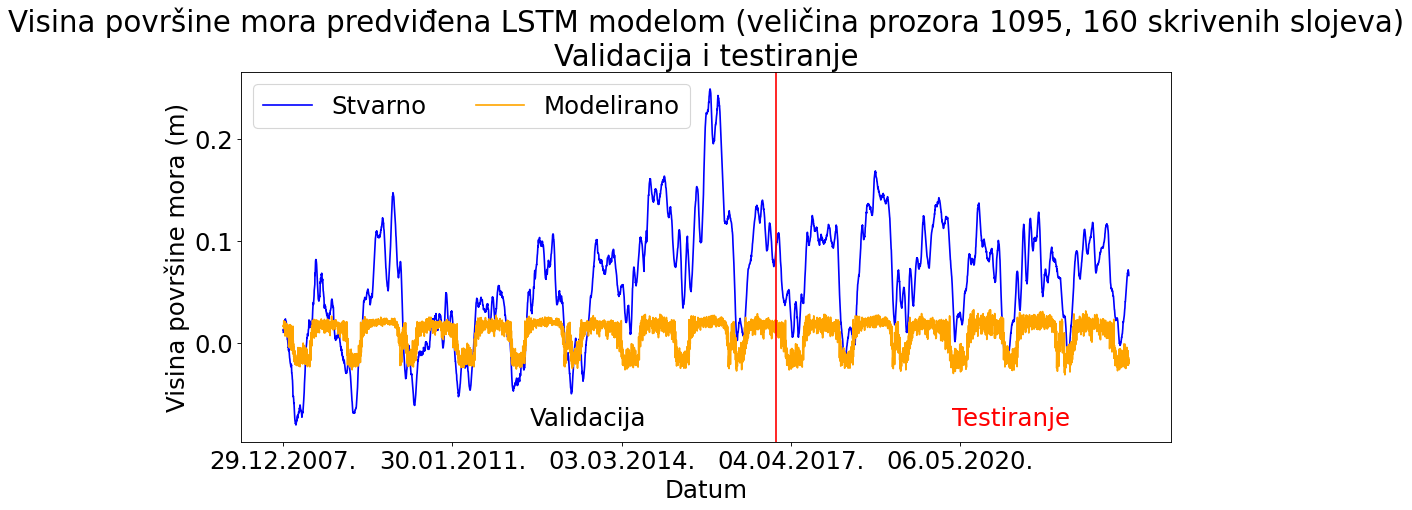 Visina površine mora predviđena LSTM modelom (veličina prozora 1095, 160 skrivenih slojeva)
Validacija i testiranje
Stvarno Modelirano
Visina površine mora (m)
0.2
0.1
0.0
Validacija Testiranje
29.12.2007. 30.01.2011. 03.03.2014. 04.04.2017. 06.05.2020.
Datum